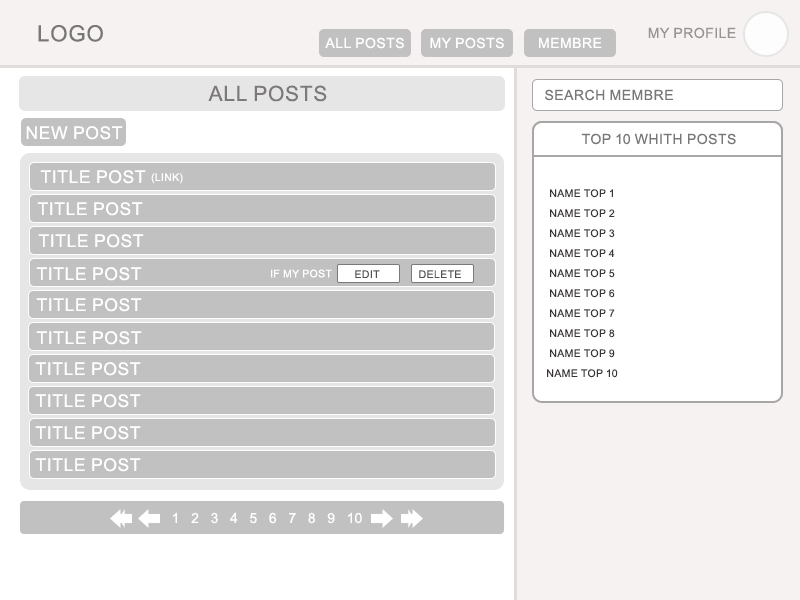 LOGO
ALL POSTS
MY POSTS
MEMBRE
MY PROFILE
ALL POSTS
NEW POST
TITLE POST (LINK)
TITLE POST
TITLE POST
TITLE POST IF MY POST EDIT DELETE
TITLE POST
TITLE POST
TITLE POST
TITLE POST
TITLE POST
TITLE POST
1 2 3 4 5 6 7 8 9 10
SEARCH MEMBRE
TOP 10 WHITH POSTS
NAME TOP 1
NAME TOP 2
NAME TOP 3
NAME TOP 4
NAME TOP 5
NAME TOP 6
NAME TOP 7
NAME TOP 8
NAME TOP 9
NAME TOP 10